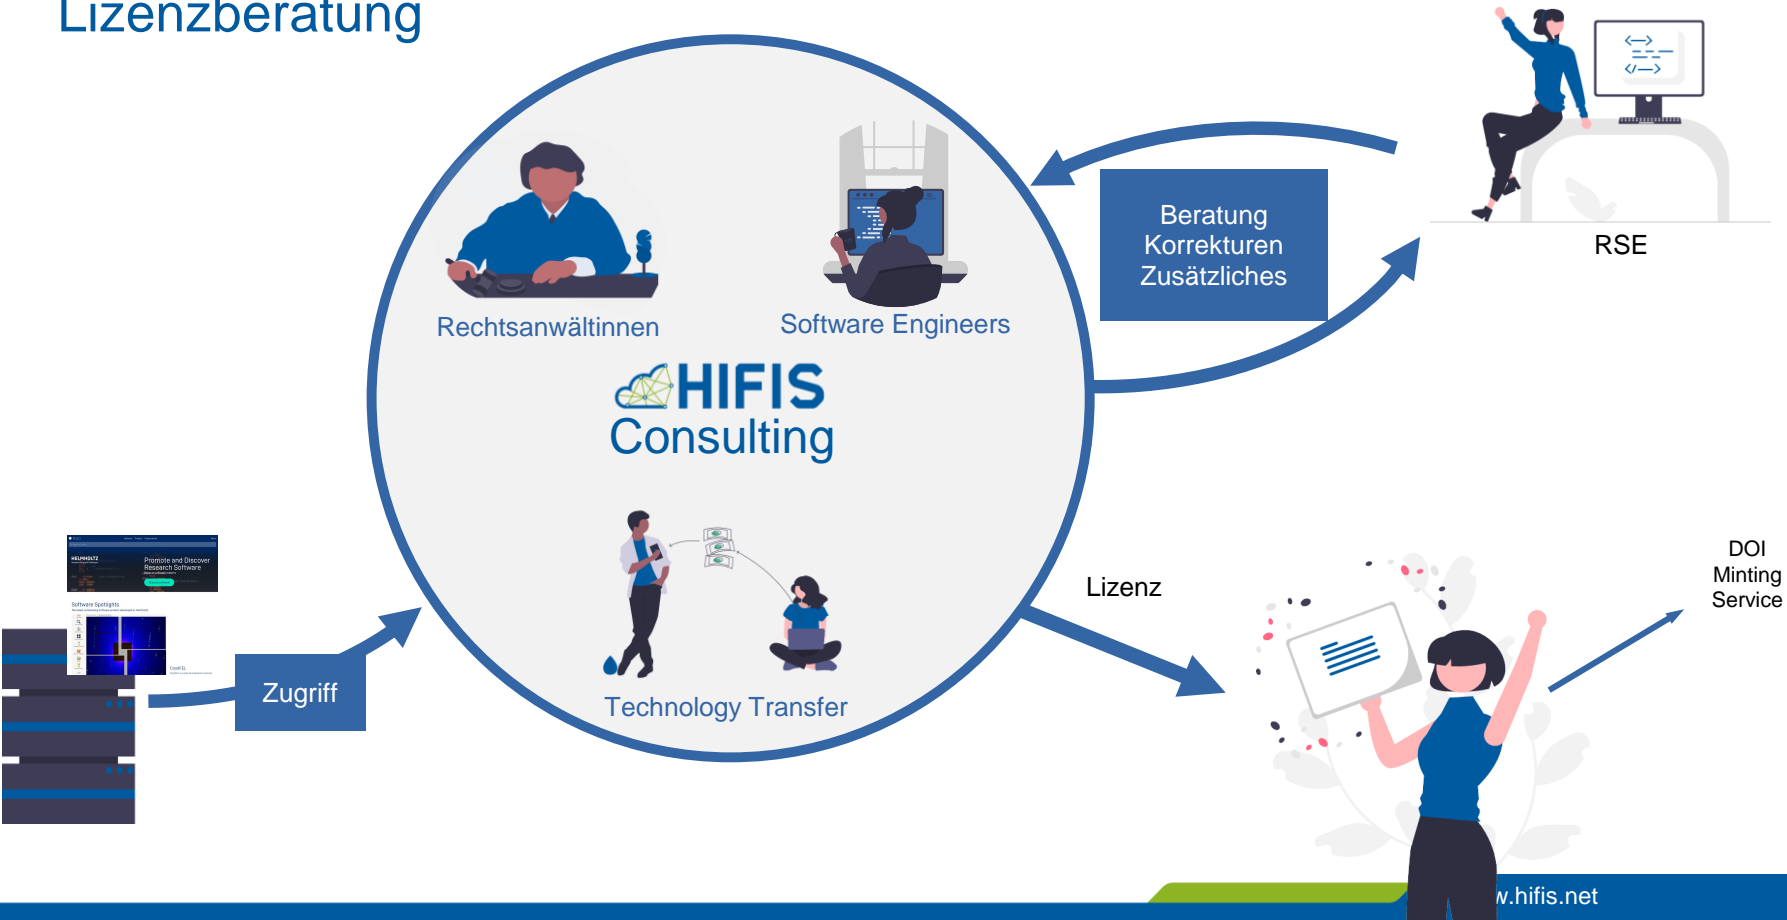 Lizenzberatung
Beratung
Korrekturen
Zusätzliches
RSE
Rechtsanwältinnen
Software Engineers
HIFIS
Consulting
HELMHOLTZ
Promote and Discover
Research Software
Software Spotlights
Zugriff
Technology Transfer
Lizenz
DOI
Minting
Service
w.hifis.net